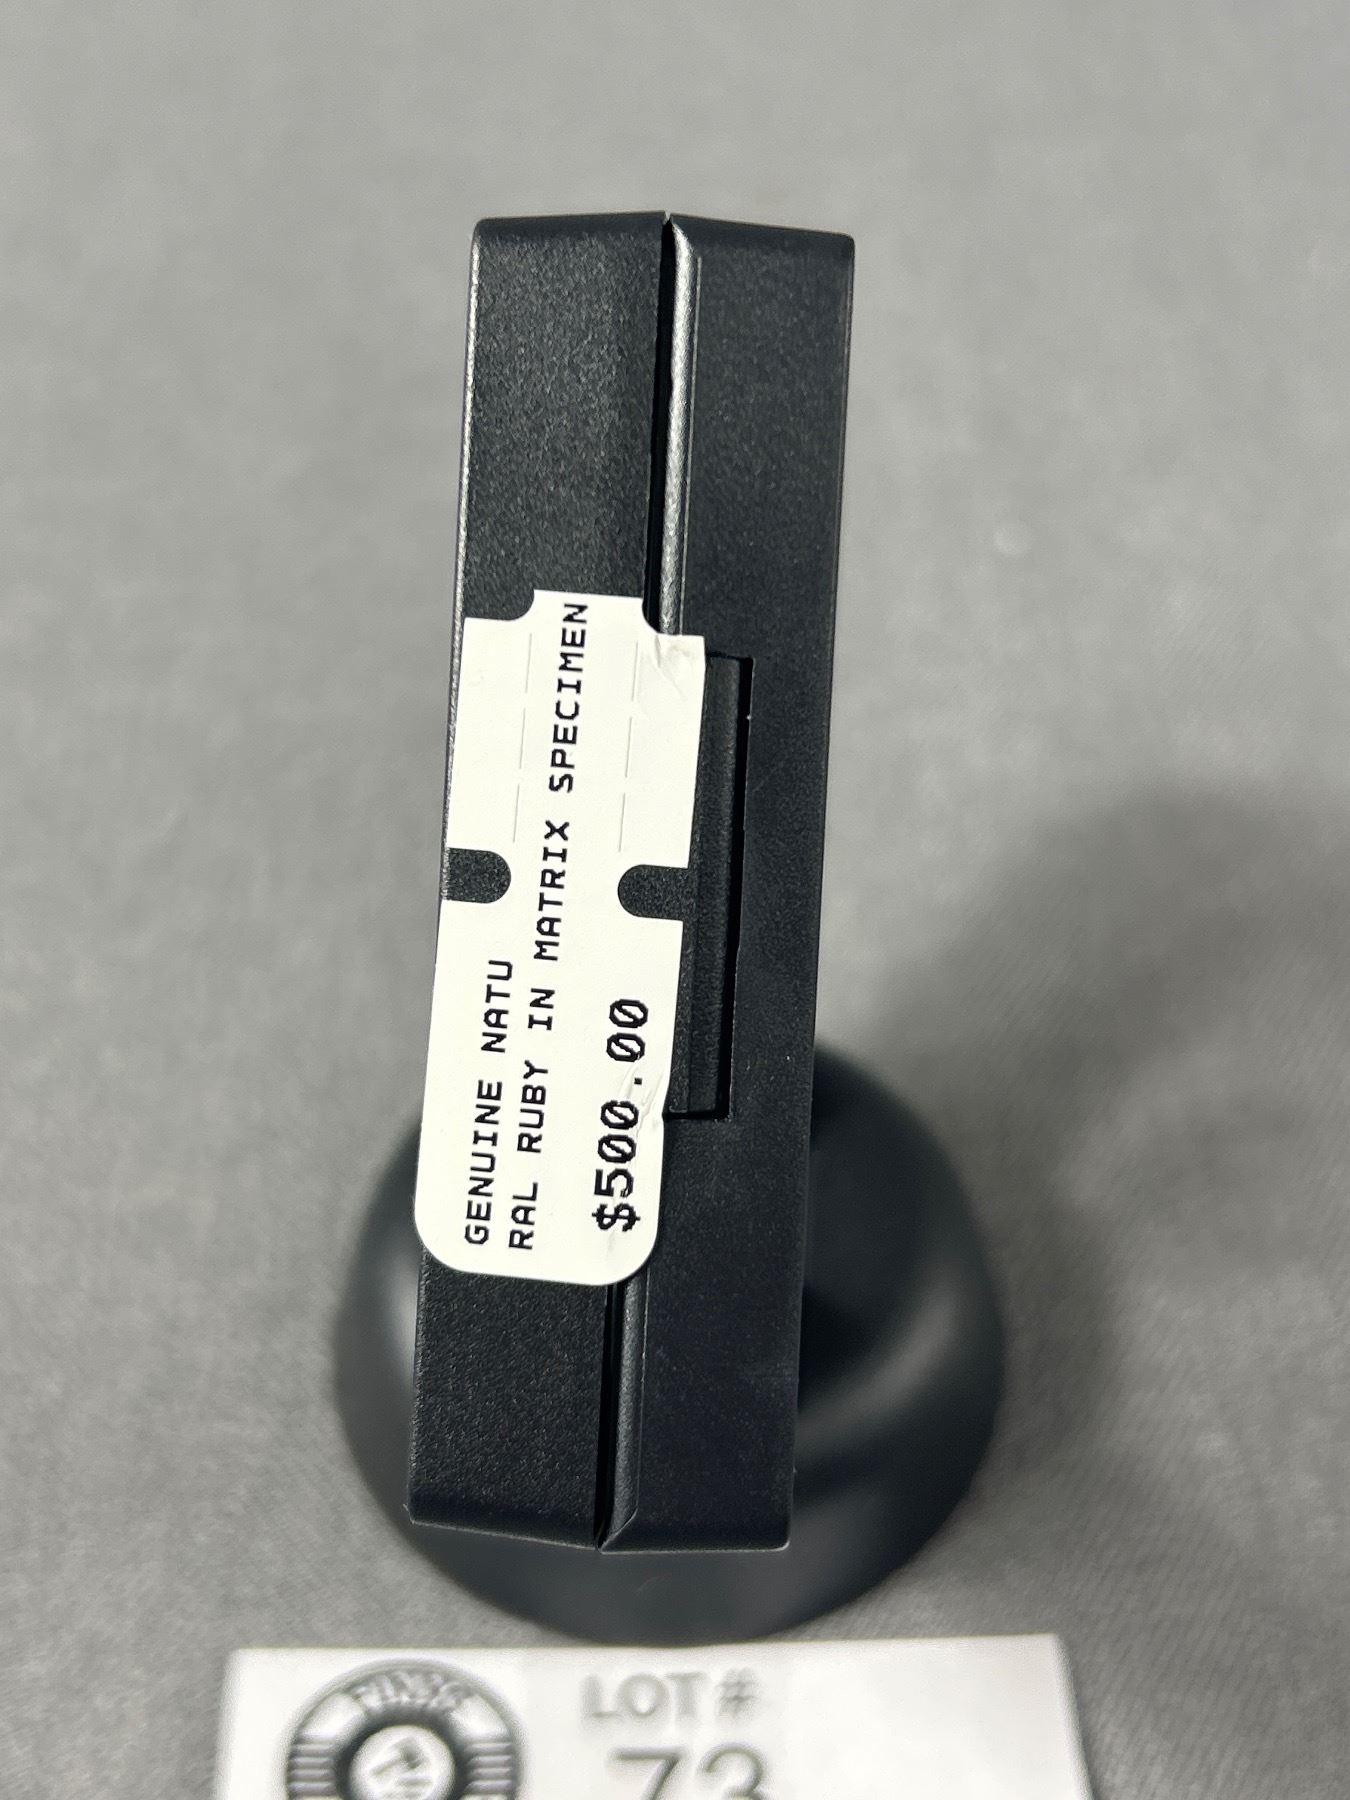 GENUINE NATU
RAL RUBY IN MATRIX SPECIMEN
$500.00
LOT #
73